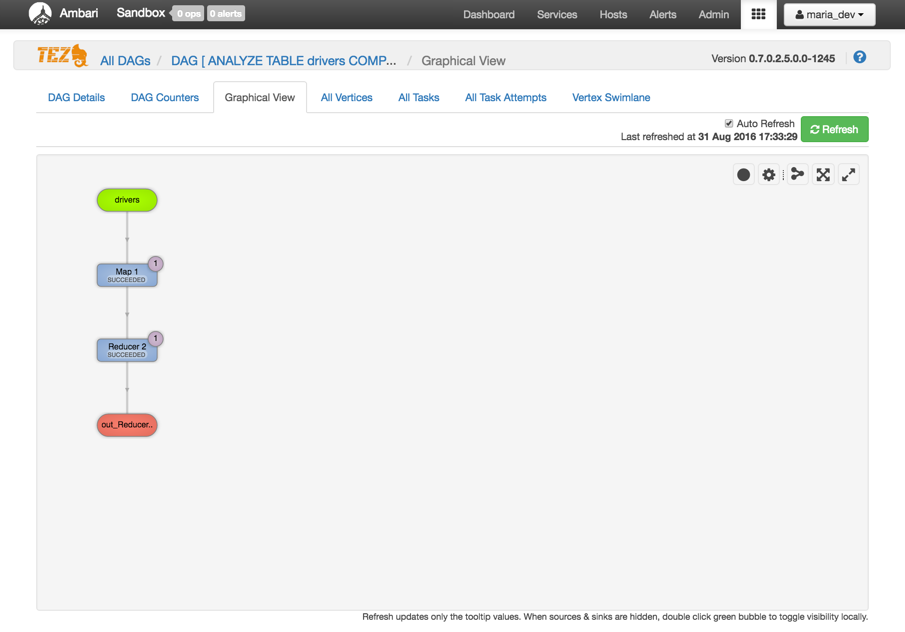 Ambari Sandbox 0 ops 0 alerts Dashboard Services Hosts Alerts Admin maria_dev
TEZ All DAGs / DAG [ ANALYZE TABLE drivers COMP... / Graphical View Version 0.7.0.2.5.0.0-1245 ?
DAG Details DAG Counters Graphical View All Vertices All Tasks All Task Attempts Vertex Swimlane
Auto Refresh
Last refreshed at 31 Aug 2016 17:33:29 Refresh
drivers
1
Map 1
SUCCEEDED
1
Reducer 2
SUCCEEDED
out_Reducer..
Refresh updates only the tooltip values. When sources & sinks are hidden, double click green bubble to toggle visibility locally.